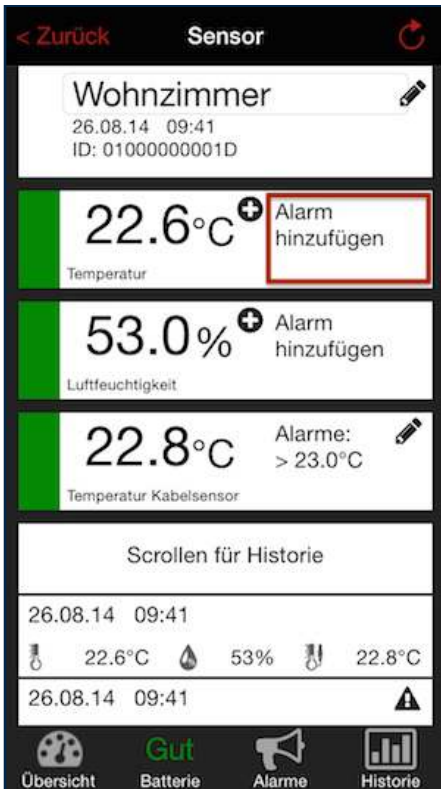 < Zurück Sensor
Wohnzimmer
26.08.14 09:41
ID: 01000000001D
22.6°C
Alarm
hinzufügen
Temperatur
53.0%
Alarm
hinzufügen
Luftfeuchtigkeit
22.8°C
Alarme:
> 23.0°C
Temperatur Kabelsensor
Scrollen für Historie
26.08.14 09:41
22.6°C 53% 22.8°C
26.08.14 09:41
Gut
Übersicht Batterie Alarme Historie